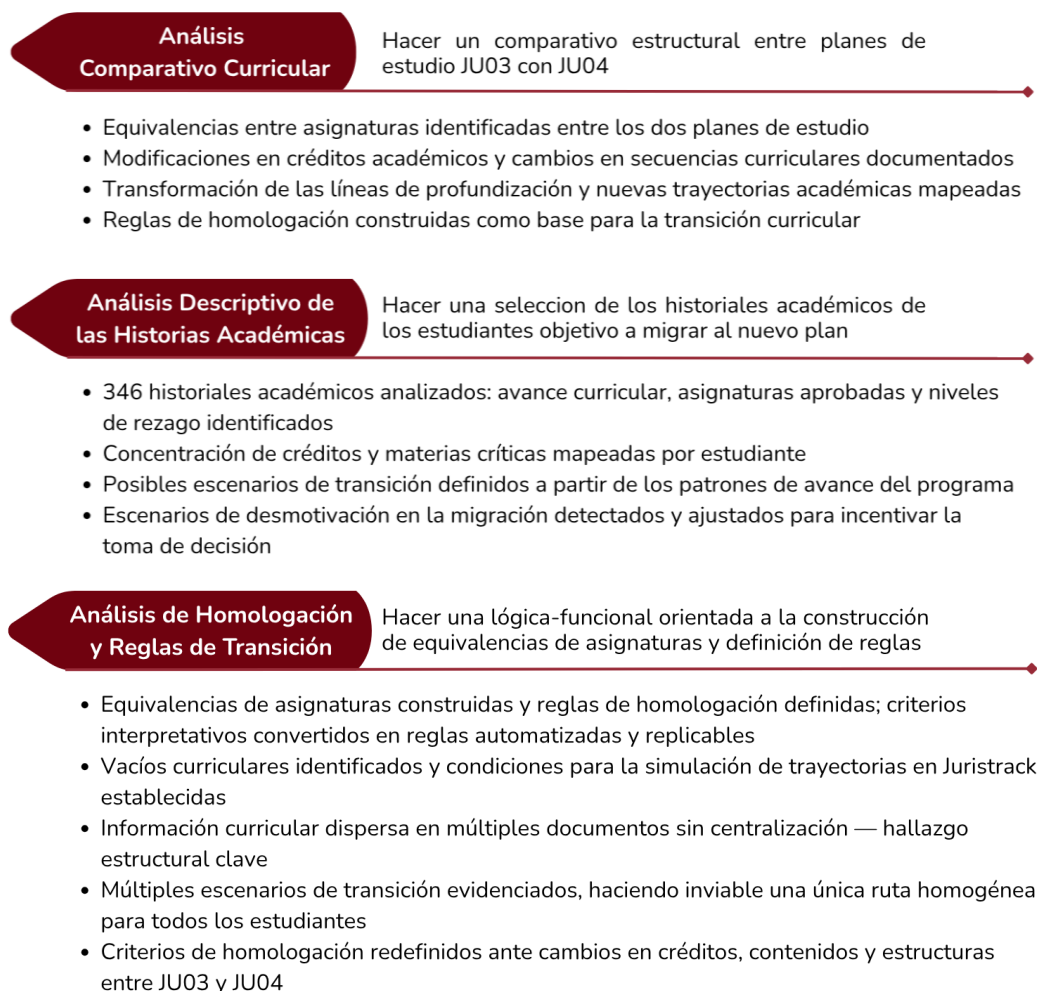 Análisis
Comparativo Curricular
Hacer un comparativo estructural entre planes de
estudio JU03 con JU04
• Equivalencias entre asignaturas identificadas entre los dos planes de estudio
• Modificaciones en créditos académicos y cambios en secuencias curriculares documentados
• Transformación de las líneas de profundización y nuevas trayectorias académicas mapeadas
• Reglas de homologación construidas como base para la transición curricular
Análisis Descriptivo de
las Historias Académicas
Hacer una seleccion de los historiales académicos de
los estudiantes objetivo a migrar al nuevo plan
• 346 historiales académicos analizados: avance curricular, asignaturas aprobadas y niveles
de rezago identificados
• Concentración de créditos y materias críticas mapeadas por estudiante
• Posibles escenarios de transición definidos a partir de los patrones de avance del programa
• Escenarios de desmotivación en la migración detectados y ajustados para incentivar la
toma de decisión
Análisis de Homologación
y Reglas de Transición
Hacer una lógica-funcional orientada a la construcción
de equivalencias de asignaturas y definición de reglas
• Equivalencias de asignaturas construidas y reglas de homologación definidas; criterios
interpretativos convertidos en reglas automatizadas y replicables
• Vacíos curriculares identificados y condiciones para la simulación de trayectorias en Juristrack
establecidas
• Información curricular dispersa en múltiples documentos sin centralización — hallazgo
estructural clave
• Múltiples escenarios de transición evidenciados, haciendo inviable una única ruta homogénea
para todos los estudiantes
• Criterios de homologación redefinidos ante cambios en créditos, contenidos y estructuras
entre JU03 y JU04